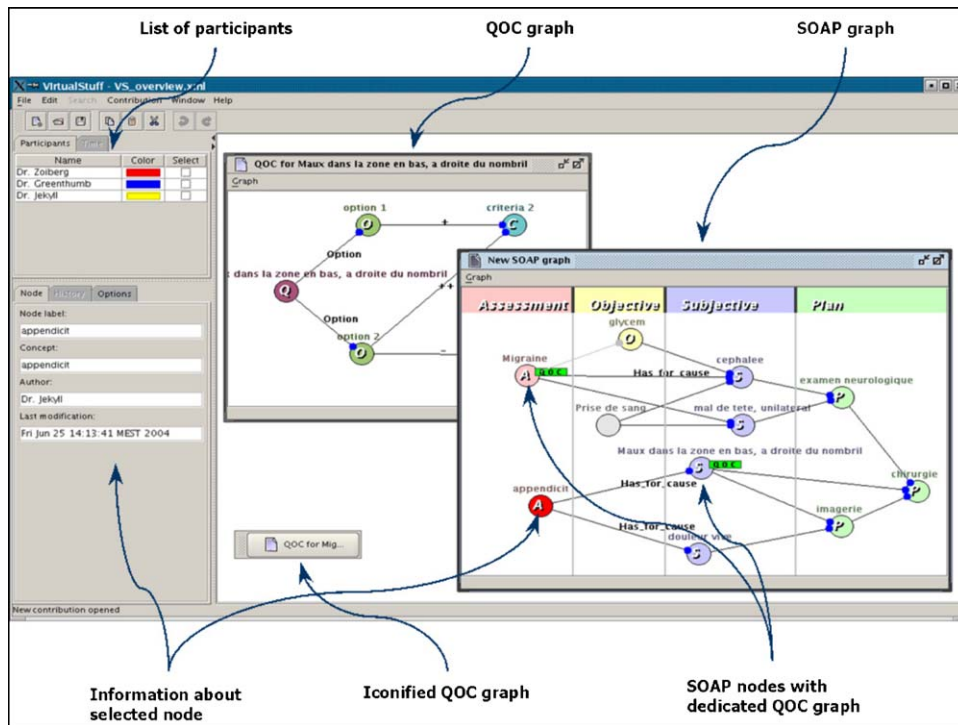 List of participants
QOC graph
SOAP graph
VirtualStuff - VS_overview.xml
File Edit Search Contribution Window Help
Participants Time
Name Color Select
Dr. Zoiberg
Dr. Greenthumb
Dr. Jekyll
QOC for Maux dans la zone en bas, a droite du nombril
Graph
option 1
criteria 2
O
+
C
Option
x dans la zone en bas, a droite du nombril
Q
++
Option
option 2
O
-
New SOAP graph
Graph
Assessment Objective Subjective Plan
glycem
O
Migraine
QOC
A
Has_for_cause
cephalee
S
examen neurologique
P
Prise de sang
mal de tete, unilateral
S
Maux dans la zone en bas, a droite du nombril
S
QOC
chirurgie
P
appendicit
A
Has_for_cause
imagerie
P
Has_for_cause
douleur vive
S
Node History Options
Node label:
appendicit
Concept:
appendicit
Author:
Dr. Jekyll
Last modification:
Fri Jun 25 14:13:41 MEST 2004
QOC for Mig...
New contribution opened
Information about
selected node
Iconified QOC graph
SOAP nodes with
dedicated QOC graph